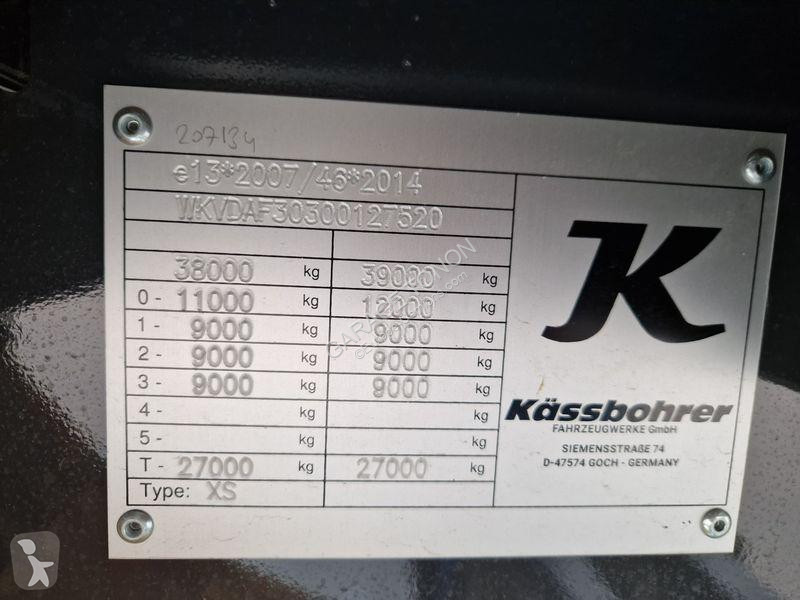 207134
e13*2007/46*2014
WKVDAF30300127520
38000 kg 39000 kg
0 - 11000 kg 12000 kg
1 - 9000 kg 9000 kg
2 - 9000 kg 9000 kg
3 - 9000 kg 9000 kg
4 - kg kg
5 - kg kg
T - 27000 kg 27000 kg
Type: XS
K
Kässbohrer
FAHRZEUGWERKE GmbH
SIEMENSSTRAßE 74
D-47574 GOCH - GERMANY